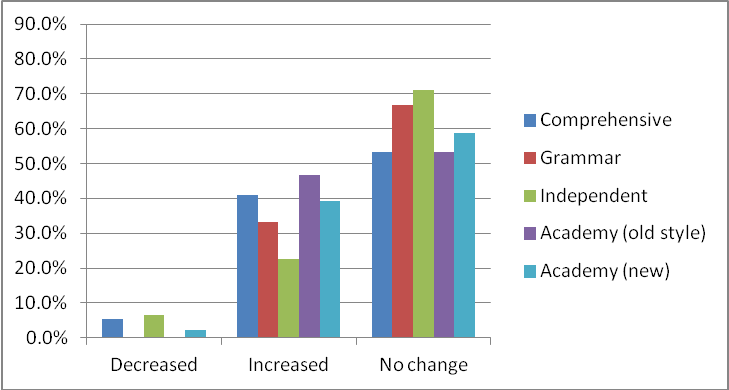 90.0%
80.0%
70.0%
60.0%
50.0%
40.0%
30.0%
20.0%
10.0%
0.0%
Decreased
Increased
No change
Comprehensive
Grammar
Independent
Academy (old style)
Academy (new)